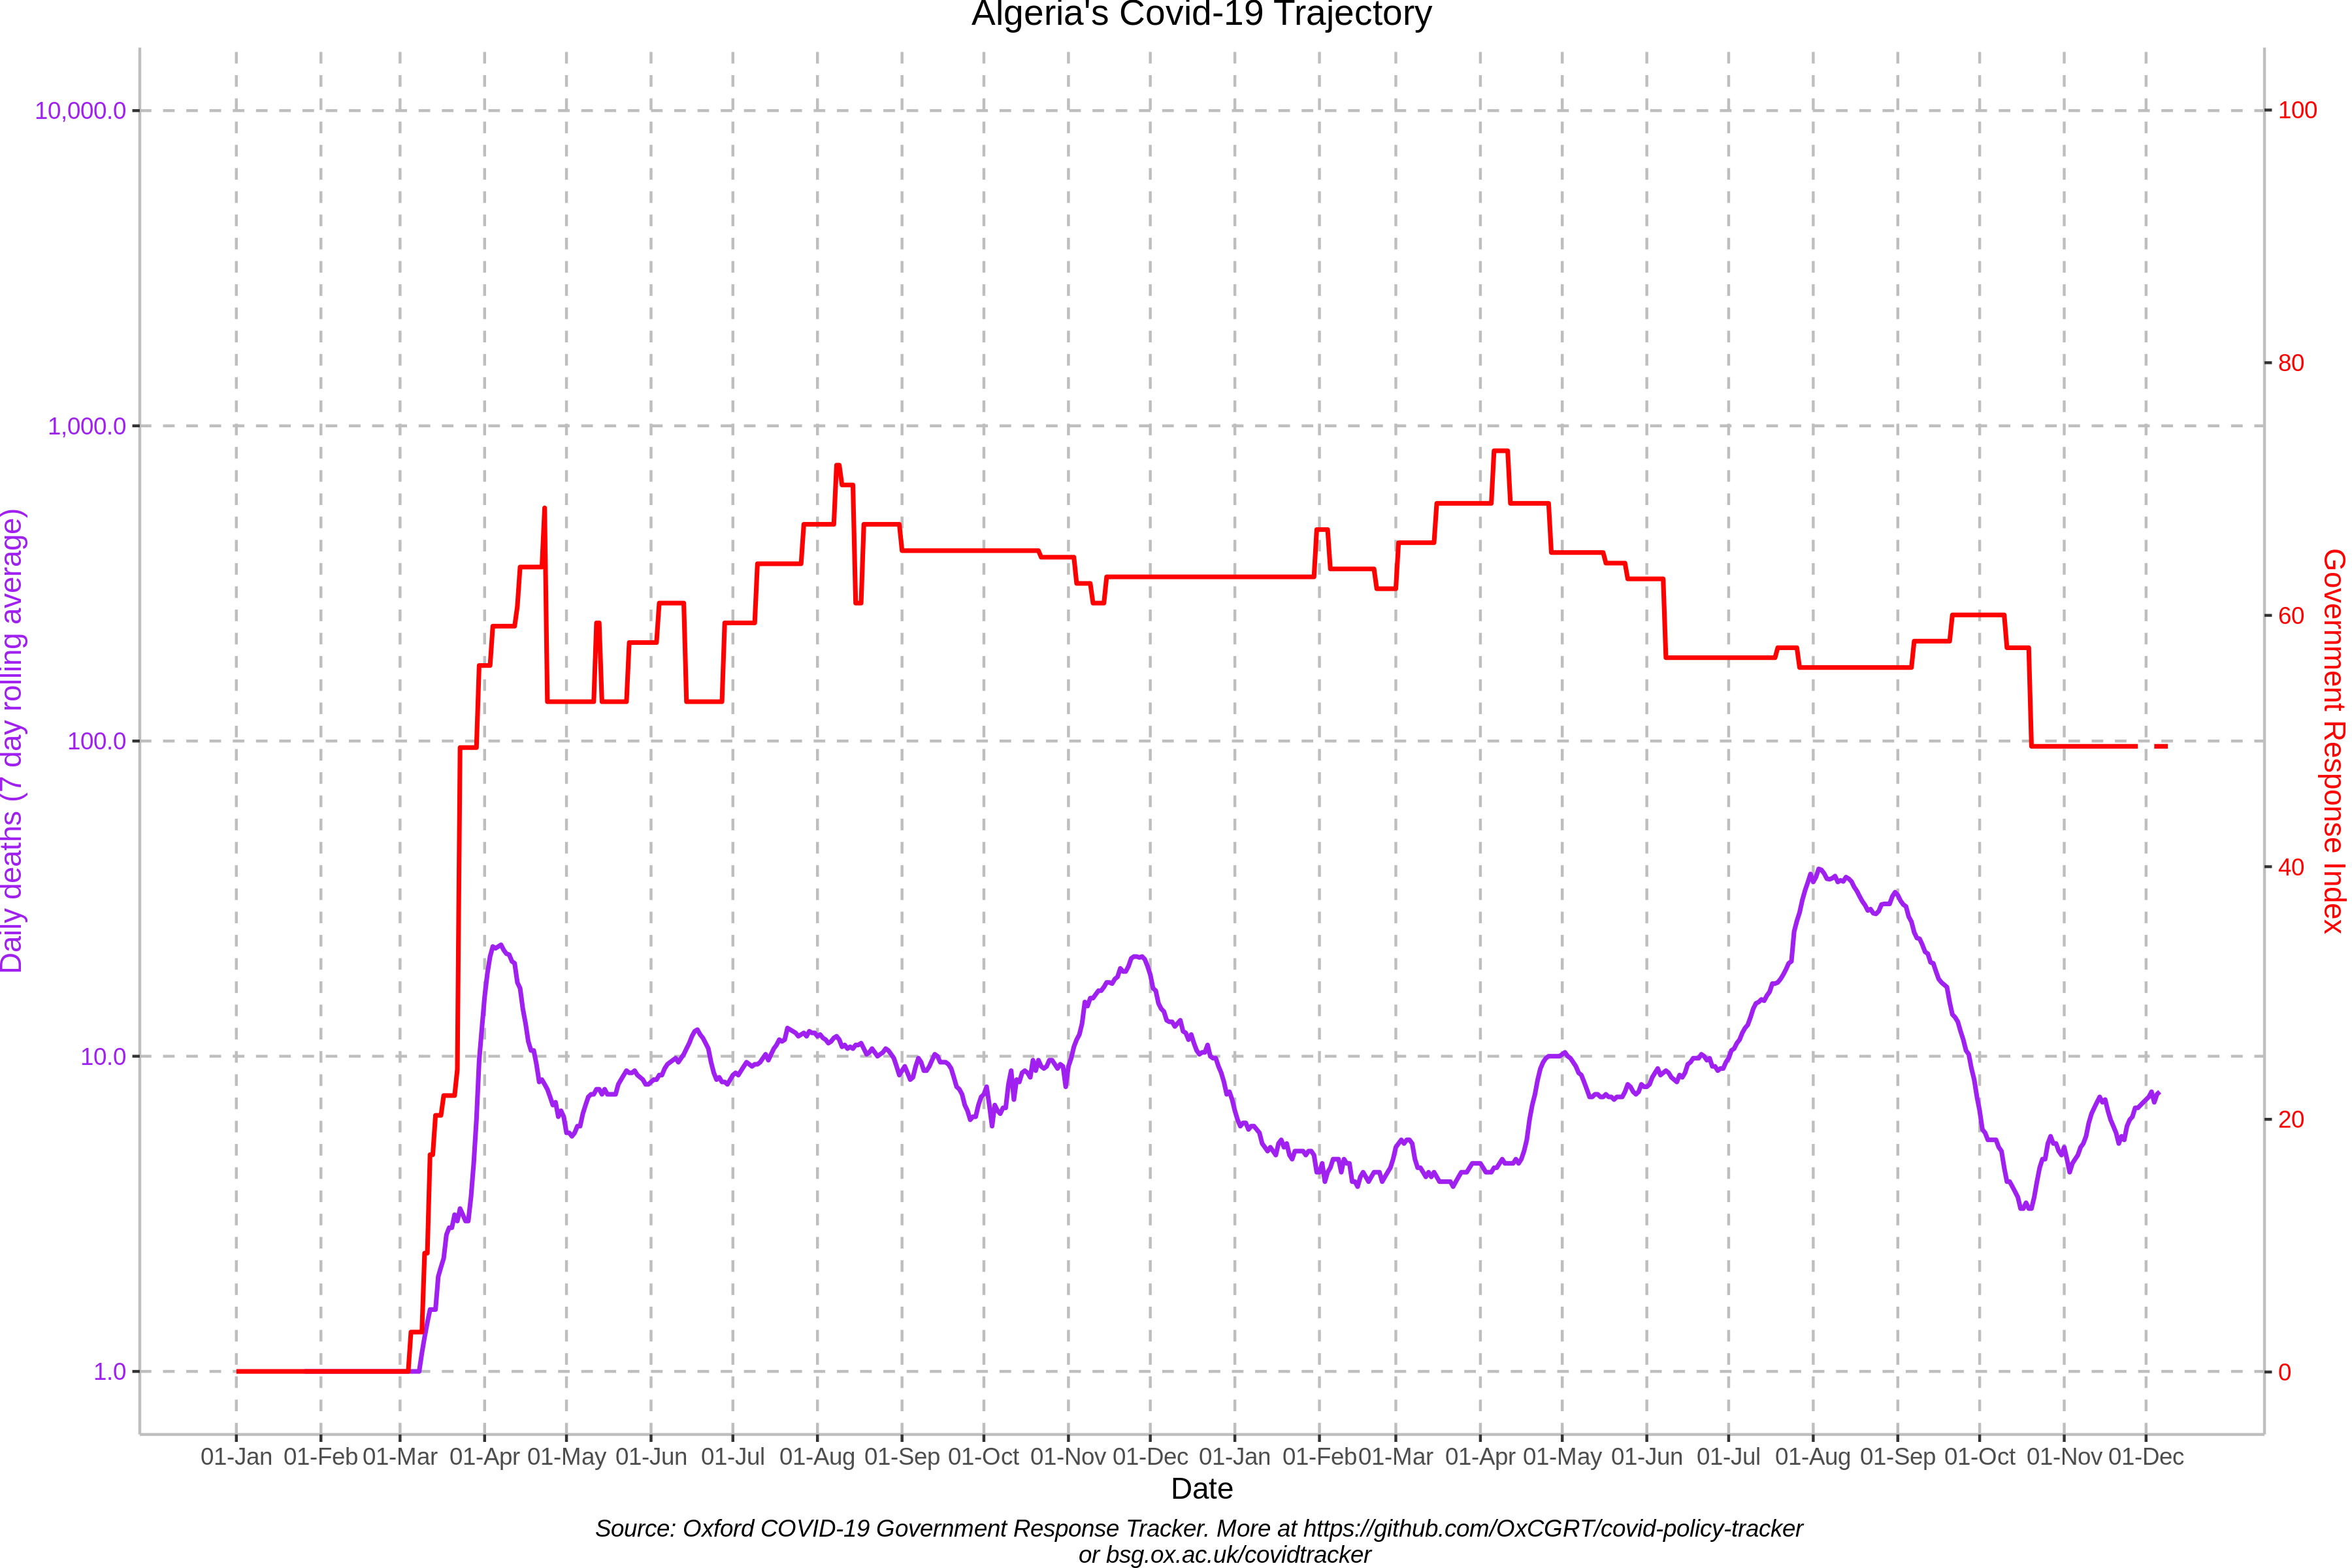 Algeria's Covid-19 Trajectory
10,000.0
1,000.0
100.0
10.0
1.0
Daily deaths (7 day rolling average)
100
80
60
40
20
0
Government Response Index
01-Jan 01-Feb 01-Mar 01-Apr 01-May 01-Jun 01-Jul 01-Aug 01-Sep 01-Oct 01-Nov 01-Dec 01-Jan 01-Feb 01-Mar 01-Apr 01-May 01-Jun 01-Jul 01-Aug 01-Sep 01-Oct 01-Nov 01-Dec
Date
Source: Oxford COVID-19 Government Response Tracker. More at https://github.com/OxCGRT/covid-policy-tracker
or bsg.ox.ac.uk/covidtracker